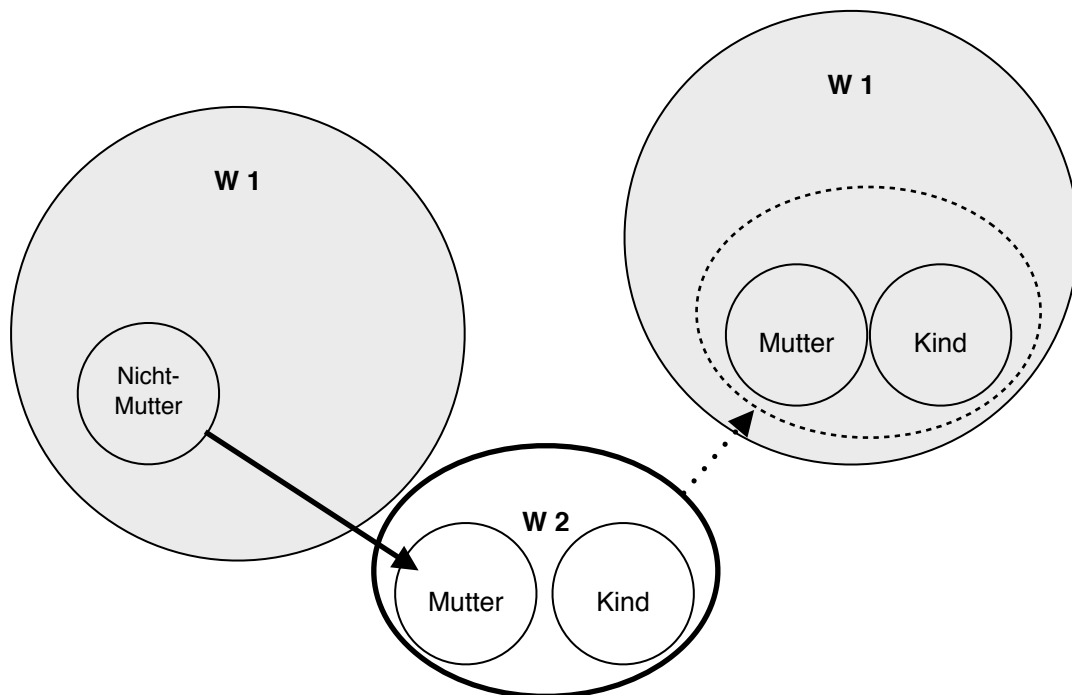 W 1
Nicht-
Mutter
W 2
Mutter
Kind
W 1
Mutter
Kind